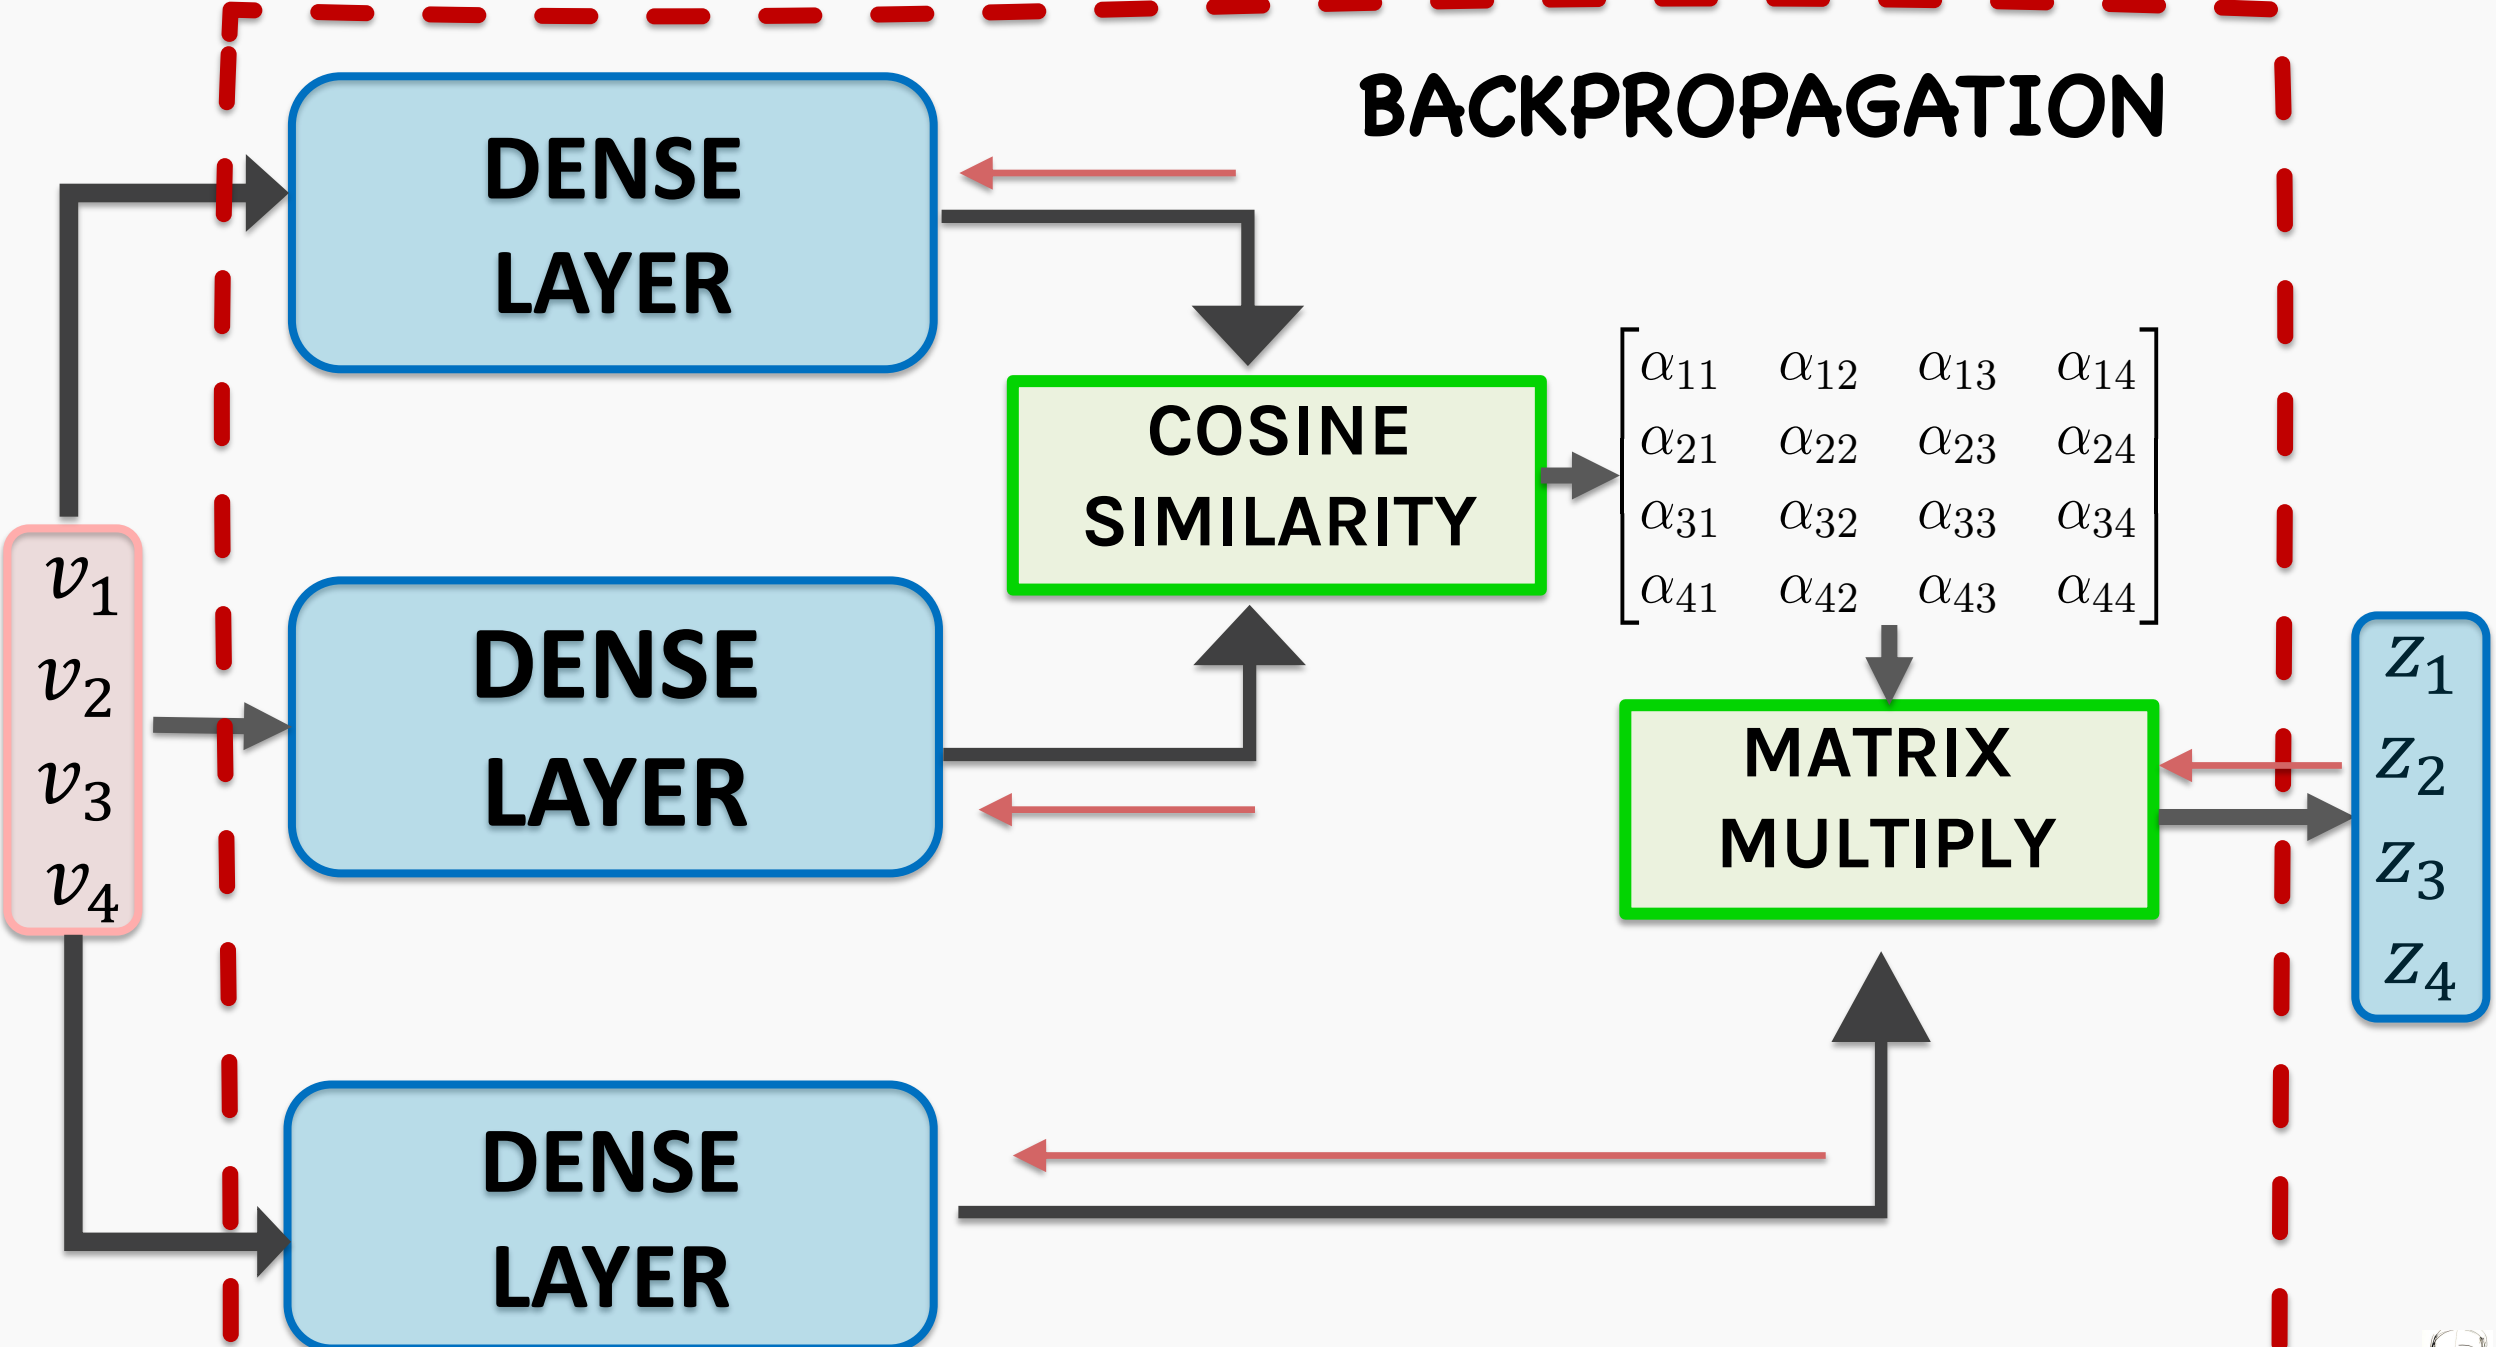 BACKPROPAGATION
DENSE
LAYER
COSINE
SIMILARITY
α11 α12 α13 α14
α21 α22 α23 α24
α31 α32 α33 α34
α41 α42 α43 α44
v1
v2
v3
v4
DENSE
LAYER
MATRIX
MULTIPLY
z1
z2
z3
z4
DENSE
LAYER